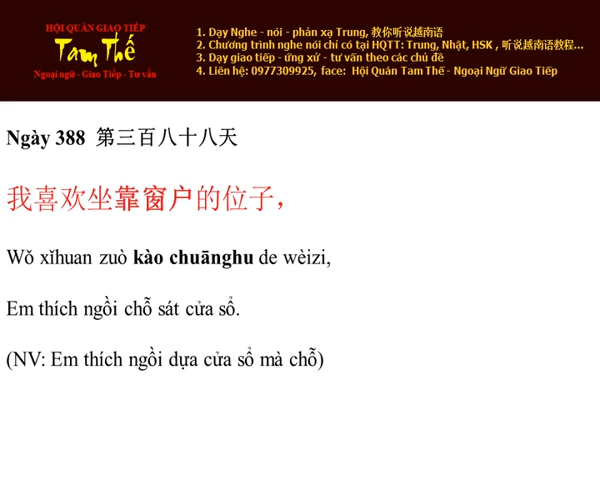 HỘI QUÁN GIAO TIẾP
Tam Thế
Ngoại ngữ - Giao Tiếp - Tư vấn
1. Dạy Nghe - nói - phản xạ Trung, 教你听说越南语
2. Chương trình nghe nói chỉ có tại HQTT: Trung, Nhật, HSK , 听说越南语教程...
3. Dạy giao tiếp - ứng xử - tư vấn theo các chủ đề
4. Liên hệ: 0977309925, face: Hội Quán Tam Thế - Ngoại Ngữ Giao Tiếp
Ngày 388 第三百八十八天
我喜欢坐靠窗户的位子，
Wǒ xǐhuan zuò kào chuānghu de wèizi,
Em thích ngồi chỗ sát cửa sổ.
(NV: Em thích ngồi dựa cửa sổ mà chỗ)